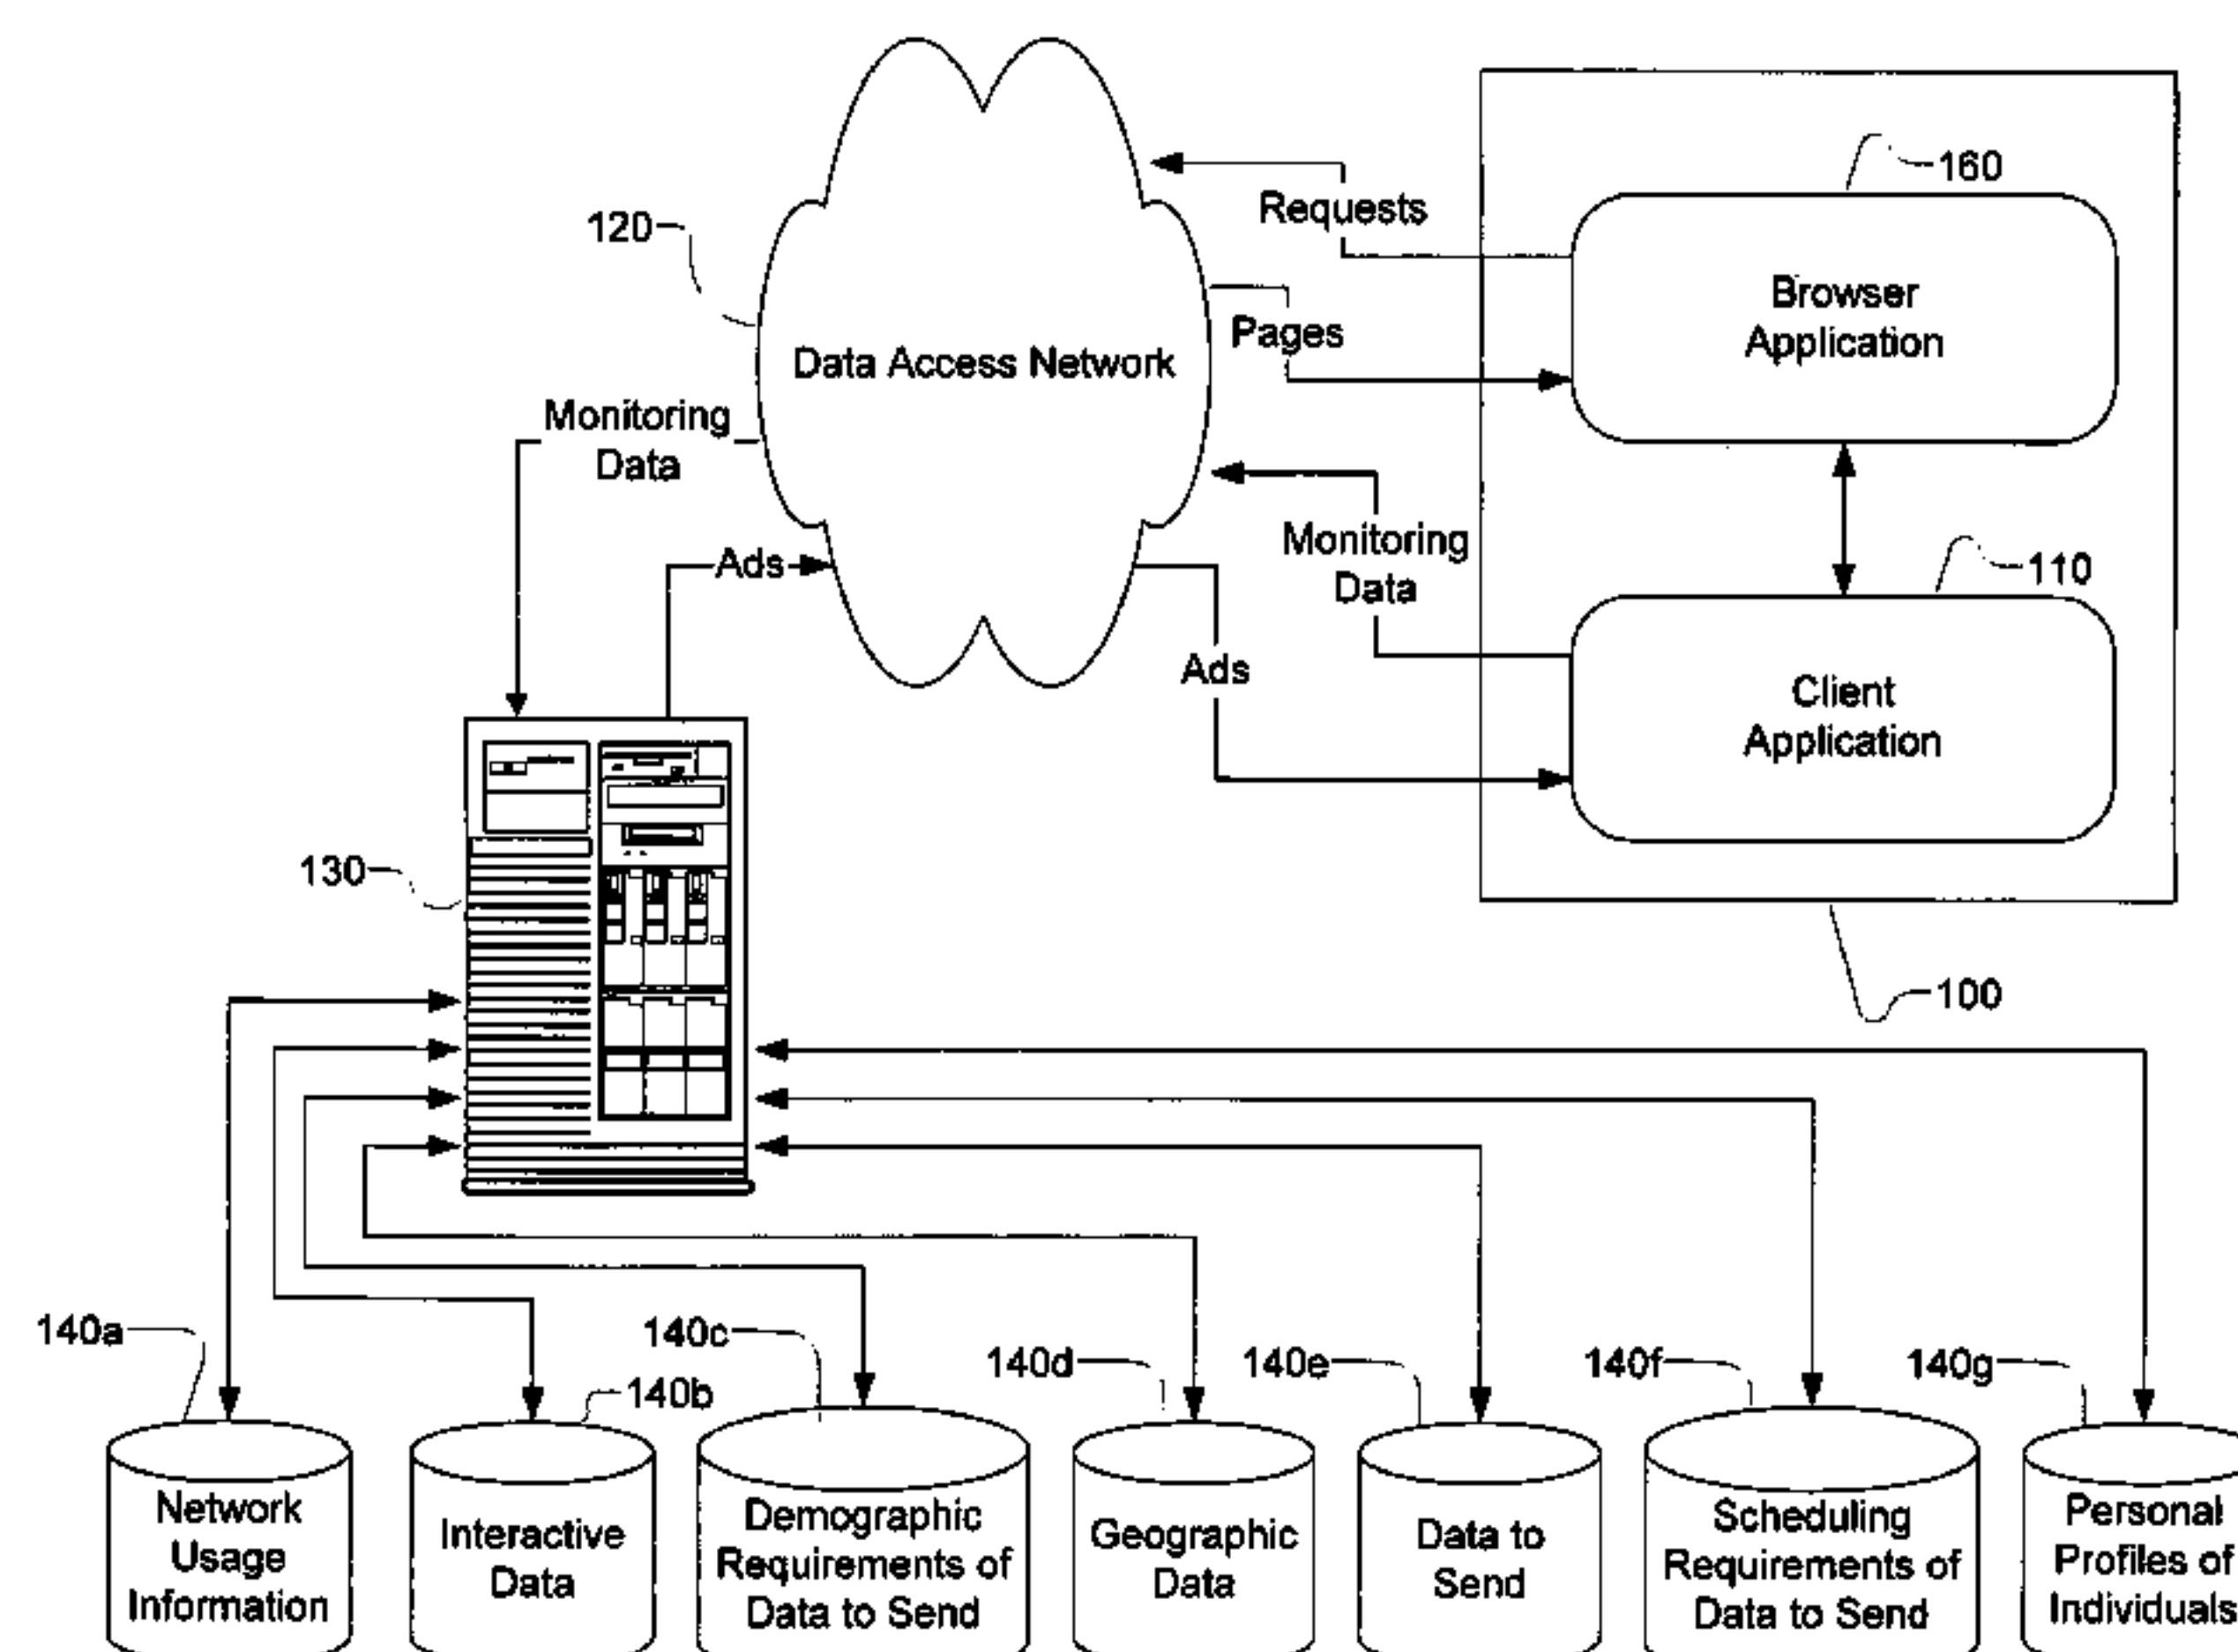 160
Requests
120
Browser
Application
Pages
Data Access Network
Monitoring
Data
Monitoring
Data
Ads
110
Ads
Client
Application
130
100
140a
140b
140c
140d
140e
140f
140g
Network
Usage
Information
Interactive
Data
Demographic
Requirements of
Data to Send
Geographic
Data
Data to
Send
Scheduling
Requirements of
Data to Send
Personal
Profiles of
Individuals